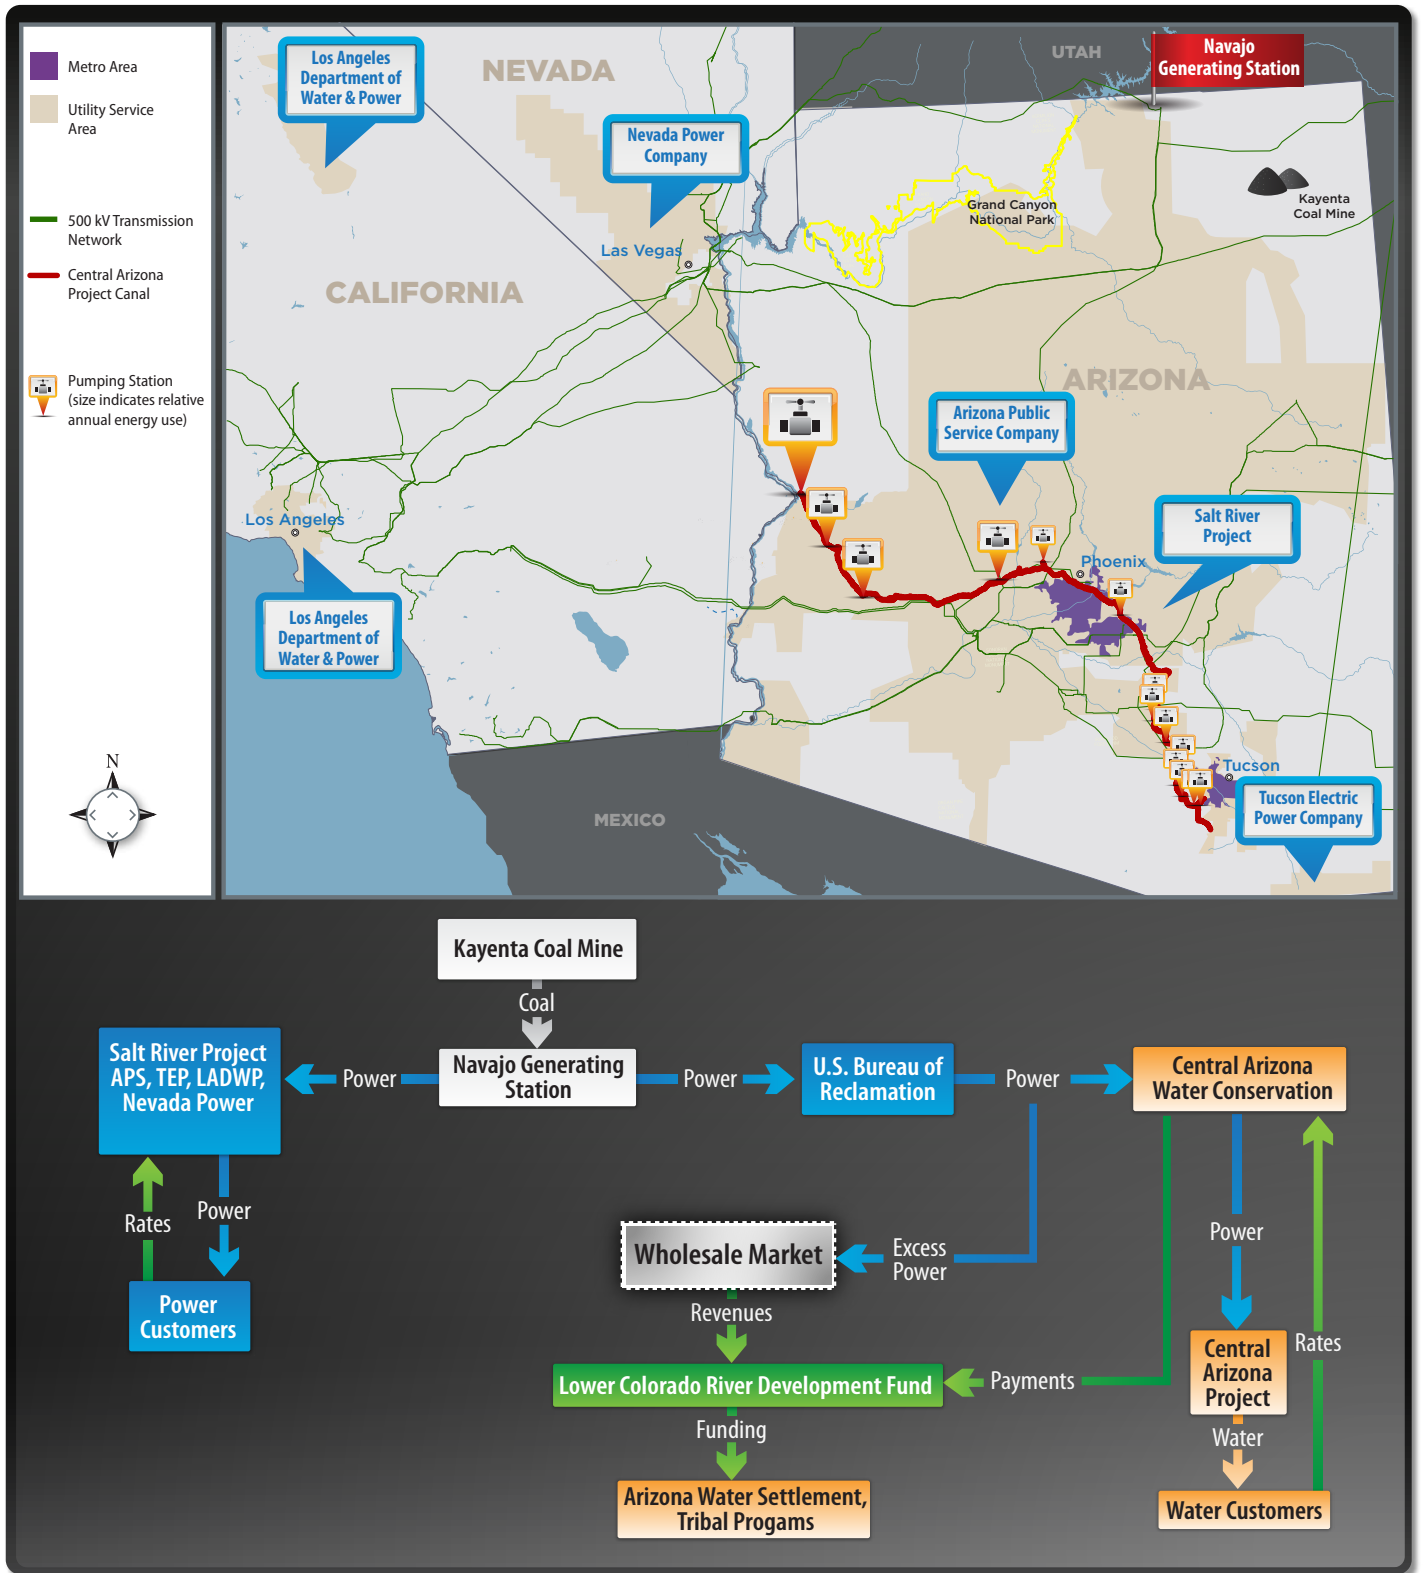 Metro Area
Utility Service
Area
500 kV Transmission
Network
Central Arizona
Project Canal
Pumping Station
(size indicates relative
annual energy use)
N
Los Angeles
Department of
Water & Power
NEVADA
Nevada Power
Company
UTAH
Navajo
Generating Station
Grand Canyon
National Park
Kayenta
Coal Mine
Las Vegas
CALIFORNIA
ARIZONA
Arizona Public
Service Company
Los Angeles
Salt River
Project
Phoenix
Los Angeles
Department of
Water & Power
Tucson
Tucson Electric
Power Company
MEXICO
Kayenta Coal Mine
Coal
Salt River Project
APS, TEP, LADWP,
Nevada Power
Power
Navajo Generating
Station
Power
U.S. Bureau of
Reclamation
Power
Central Arizona
Water Conservation
Rates
Power
Power
Customers
Wholesale Market
Excess
Power
Power
Revenues
Lower Colorado River Development Fund
Payments
Central
Arizona
Project
Rates
Funding
Water
Arizona Water Settlement,
Tribal Progams
Water Customers